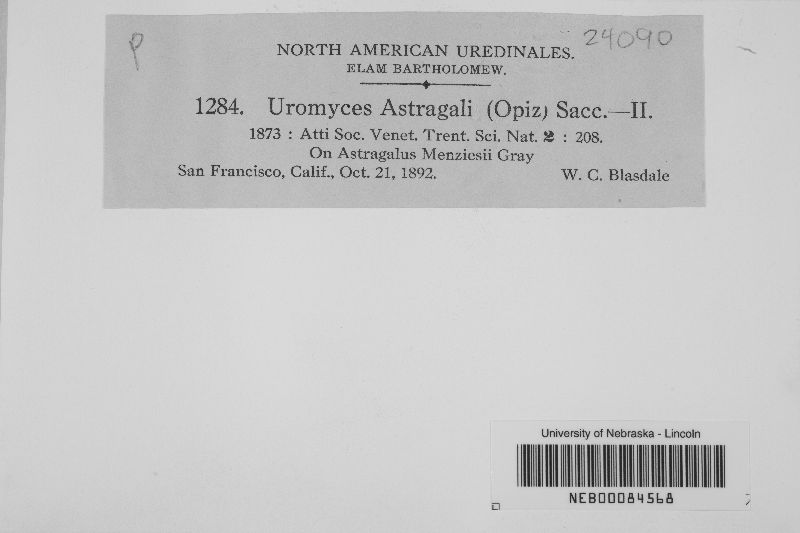 p
24090
NORTH AMERICAN UREDINALES.
ELAM BARTHOLOMEW.
1284. Uromyces Astragali (Opiz) Sacc.—II.
1873 : Atti Soc. Venet. Trent. Sci. Nat. 2 : 208.
On Astragalus Menziesii Gray
San Francisco, Calif., Oct. 21, 1892. W. C. Blasdale
University of Nebraska - Lincoln
NEB00084568